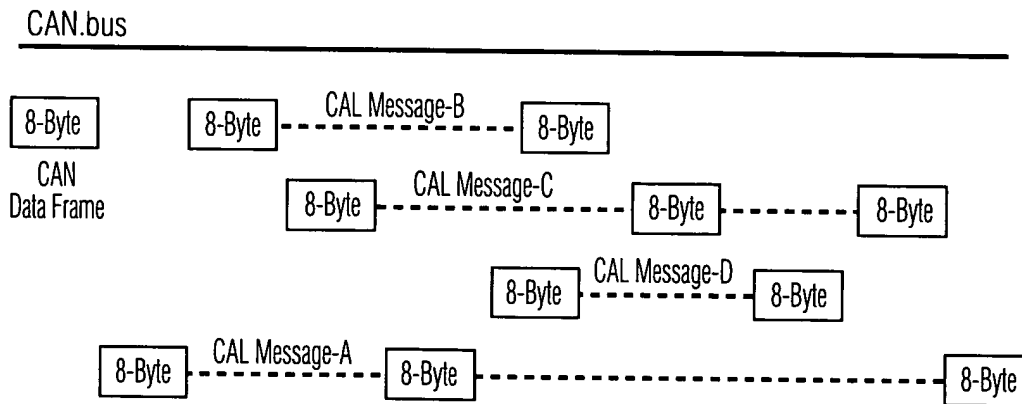 CAN.bus
8-Byte
CAN
Data Frame
8-Byte CAL Message-B 8-Byte
8-Byte CAL Message-C 8-Byte 8-Byte
8-Byte CAL Message-D 8-Byte
8-Byte CAL Message-A 8-Byte 8-Byte